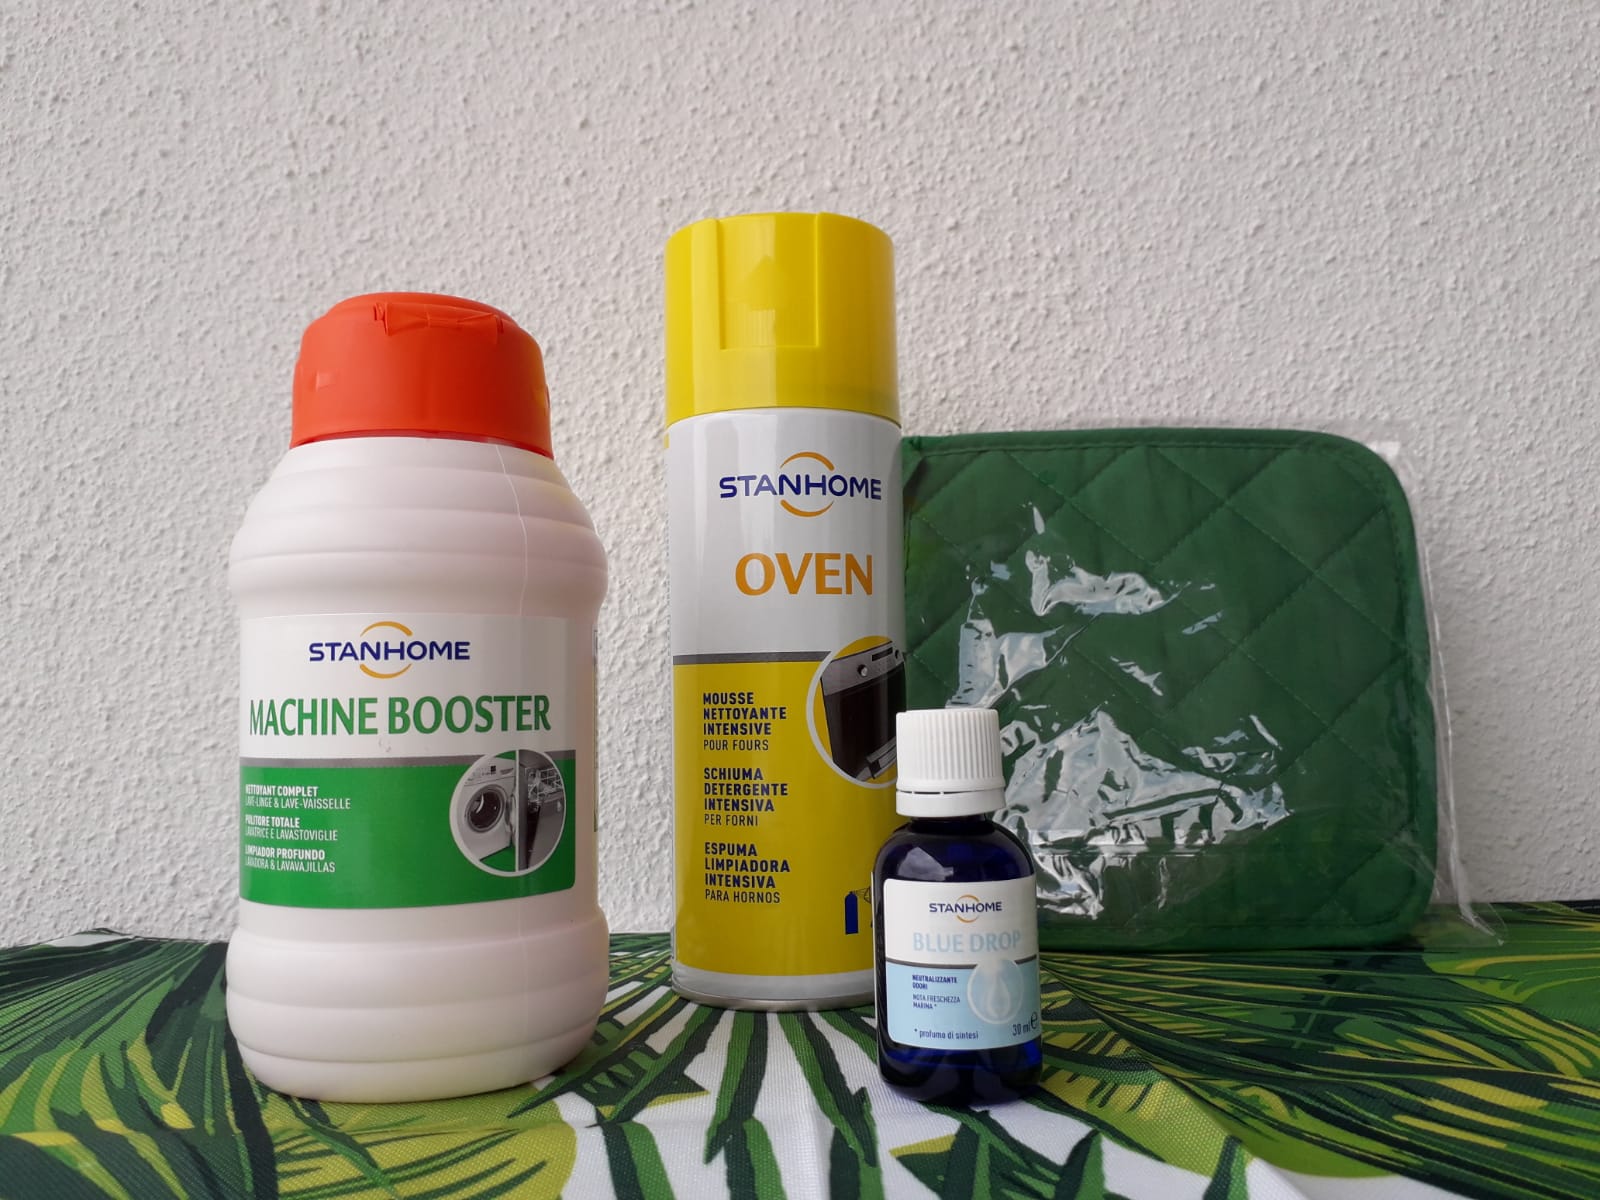 STANHOME
MACHINE BOOSTER
NETTOYANT COMPLET
LAVE-LINGE & LAVE-VAISSELLE
PULITORE TOTALE
LAVATRICE E LAVASTOVIGLIE
LIMPIADOR PROFUNDO
LAVADORA & LAVAVAJILLAS
STANHOME
OVEN
MOUSSE
NETTOYANTE
INTENSIVE
POUR FOURS
SCHIUMA
DETERGENTE
INTENSIVA
PER FORNI
ESPUMA
LIMPIADORA
INTENSIVA
PARA HORNOS
STANHOME
BLUE DROP
NEUTRALIZZANTE
ODORI
NOTA FRESCHEZZA
MARINA *
* profumo di sintesi
30 ml ℮